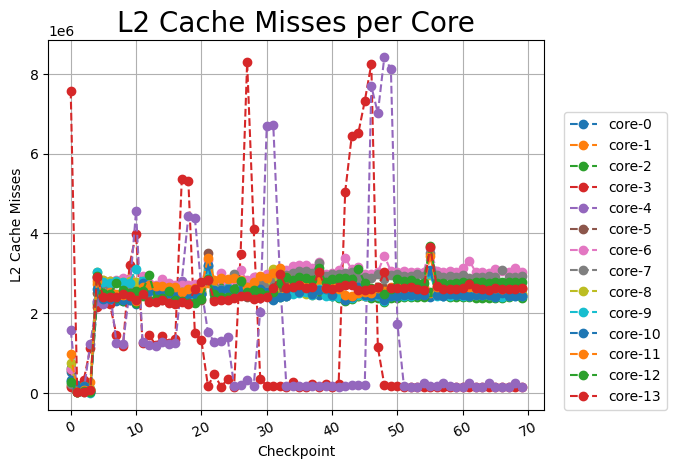 L2 Cache Misses per Core
1e6
8
6
4
2
0
L2 Cache Misses
0
10
20
30
40
50
60
70
Checkpoint
core-0
core-1
core-2
core-3
core-4
core-5
core-6
core-7
core-8
core-9
core-10
core-11
core-12
core-13